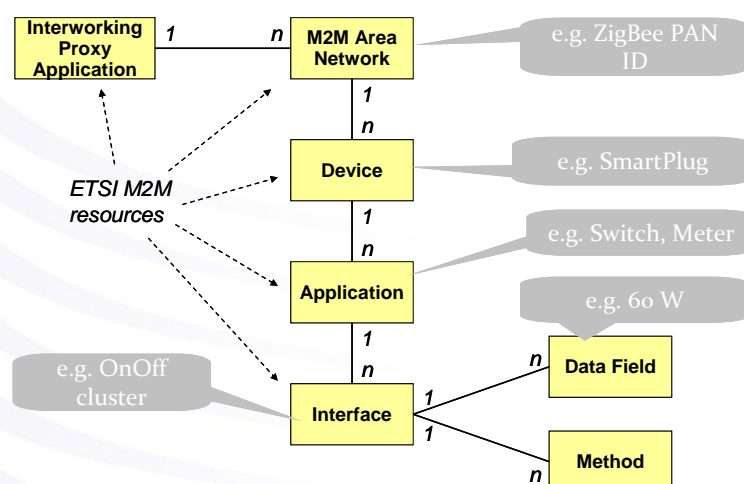 Interworking
Proxy
Application
1
n
M2M Area
Network
e.g. ZigBee PAN
ID
1
n
Device
e.g. SmartPlug
ETSI M2M
resources
1
n
Application
e.g. Switch, Meter
1
n
e.g. 60 W
e.g. OnOff
cluster
Interface
1
n
Data Field
1
n
Method